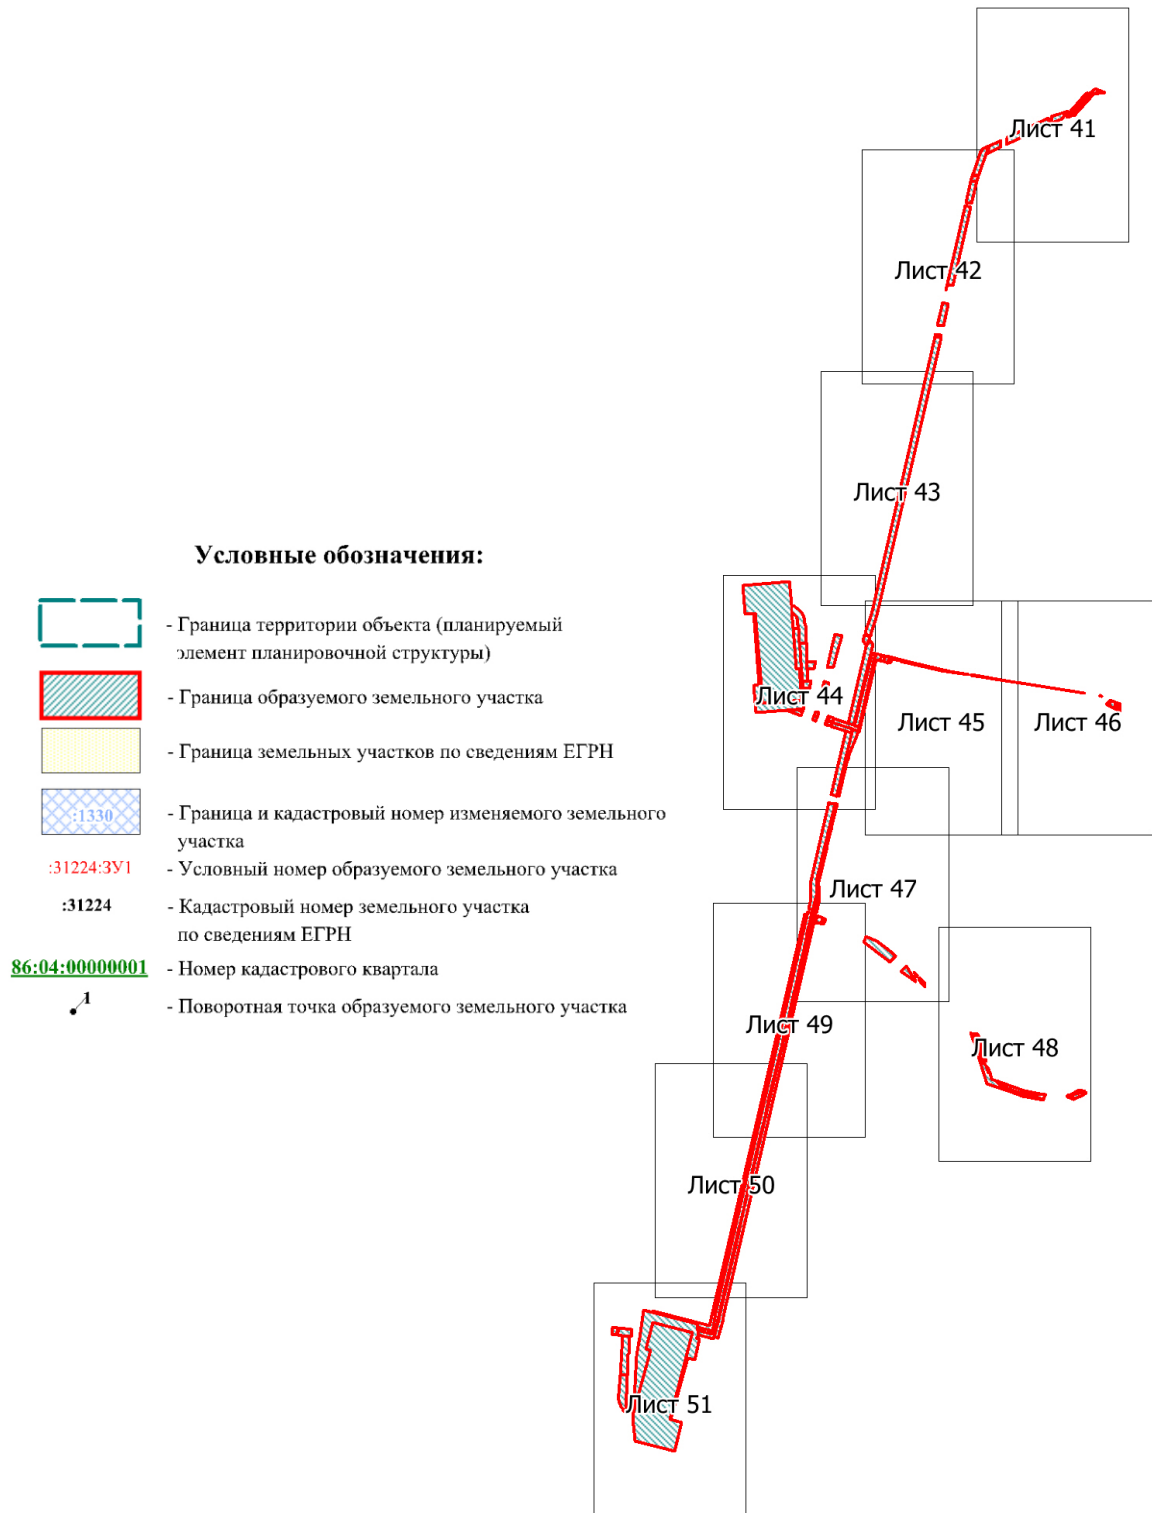 Лист 41
Лист 42
Лист 43
Условные обозначения:
- Граница территории объекта (планируемый
элемент планировочной структуры)
- Граница образуемого земельного участка
Лист 44
Лист 45
Лист 46
- Граница земельных участков по сведениям ЕГРН
:1330
- Граница и кадастровый номер изменяемого земельного
участка
:31224:ЗУ1
- Условный номер образуемого земельного участка
Лист 47
:31224
- Кадастровый номер земельного участка
по сведениям ЕГРН
86:04:00000001
- Номер кадастрового квартала
1
- Поворотная точка образуемого земельного участка
Лист 49
Лист 48
Лист 50
Лист 51